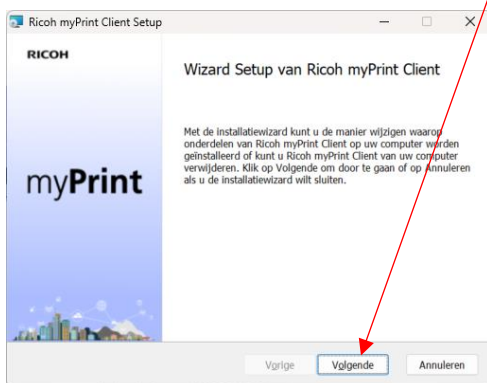 Ricoh myPrint Client Setup
RICOH
Wizard Setup van Ricoh myPrint Client
Met de installatiewizard kunt u de manier wijzigen waarop
onderdelen van Ricoh myPrint Client op uw computer worden
geïnstalleerd of kunt u Ricoh myPrint Client van uw computer
verwijderen. Klik op Volgende om door te gaan of op Annuleren
als u de installatiewizard wilt sluiten.
myPrint
Vorige Volgende Annuleren